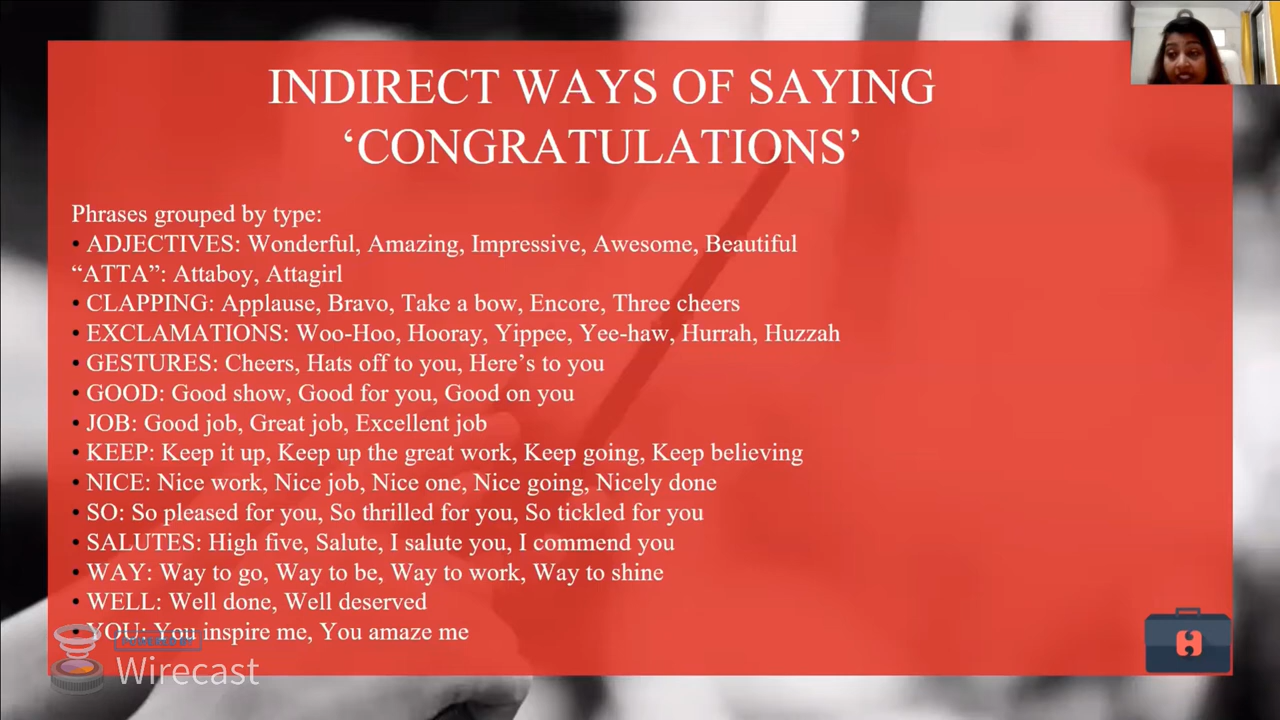 INDIRECT WAYS OF SAYING
‘CONGRATULATIONS’
Phrases grouped by type:
• ADJECTIVES: Wonderful, Amazing, Impressive, Awesome, Beautiful
“ATTA”: Attaboy, Attagirl
• CLAPPING: Applause, Bravo, Take a bow, Encore, Three cheers
• EXCLAMATIONS: Woo-Hoo, Hooray, Yippee, Yee-haw, Hurrah, Huzzah
• GESTURES: Cheers, Hats off to you, Here’s to you
• GOOD: Good show, Good for you, Good on you
• JOB: Good job, Great job, Excellent job
• KEEP: Keep it up, Keep up the great work, Keep going, Keep believing
• NICE: Nice work, Nice job, Nice one, Nice going, Nicely done
• SO: So pleased for you, So thrilled for you, So tickled for you
• SALUTES: High five, Salute, I salute you, I commend you
• WAY: Way to go, Way to be, Way to work, Way to shine
• WELL: Well done, Well deserved
• YOU: You inspire me, You amaze me
Wirecast